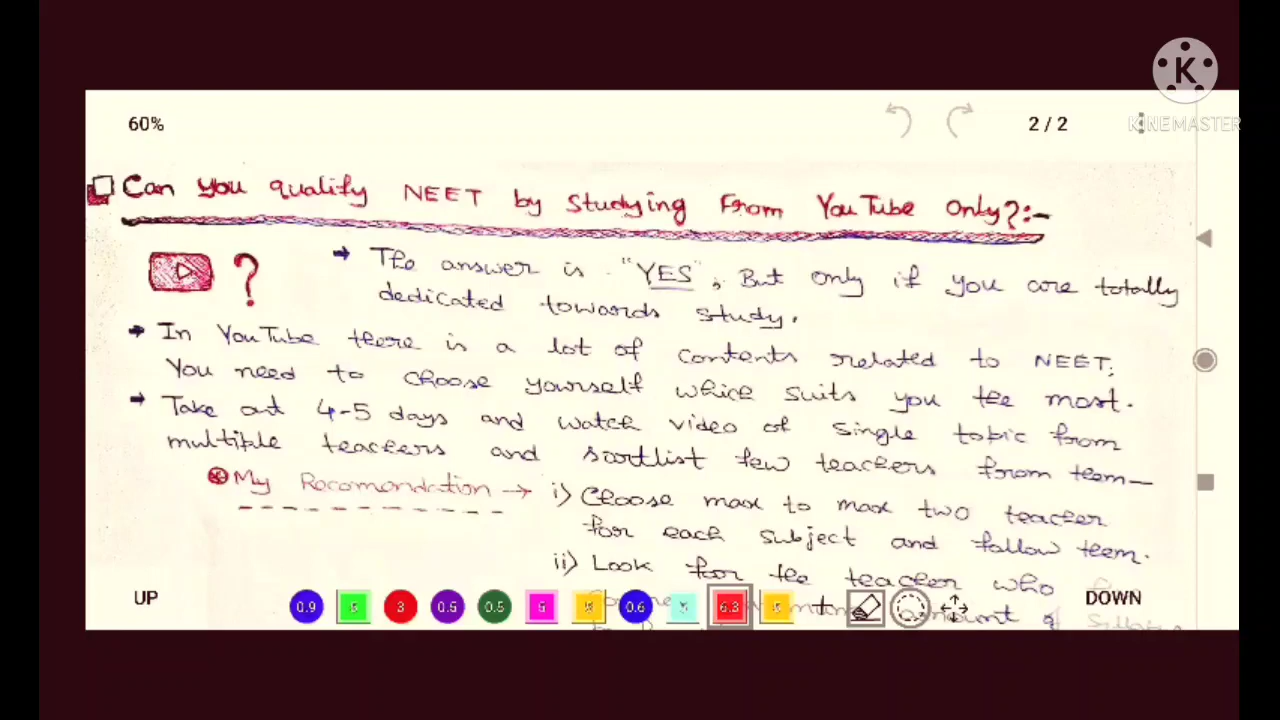 K
KINEMASTER
60%
2 / 2
Can you qualify NEET by Studying From YouTube Only?:-
? → The answer is "YES", But only if you are totally
dedicated towards study.
→ In YouTube there is a lot of contents related to NEET.
You need to choose yourself which suits you the most.
→ Take out 4-5 days and watch video of single topic from
multiple teachers and sortlist few teachers from them—
My Recomondation → i) Choose max to max two teacher
for each subject and follow them.
ii) Look for the teacher who
UP
0.9 5 3 0.5 0.5 5 0.6 6.3
DOWN
amount of Syllabus